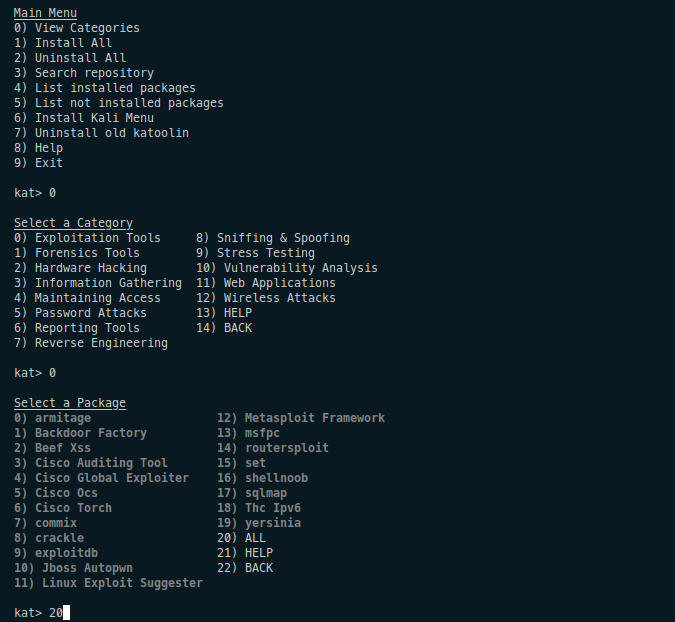 Main Menu
0) View Categories
1) Install All
2) Uninstall All
3) Search repository
4) List installed packages
5) List not installed packages
6) Install Kali Menu
7) Uninstall old katoolin
8) Help
9) Exit
kat> 0
Select a Category
0) Exploitation Tools     8) Sniffing & Spoofing
1) Forensics Tools        9) Stress Testing
2) Hardware Hacking       10) Vulnerability Analysis
3) Information Gathering  11) Web Applications
4) Maintaining Access     12) Wireless Attacks
5) Password Attacks       13) HELP
6) Reporting Tools        14) BACK
7) Reverse Engineering
kat> 0
Select a Package
0) armitage                  12) Metasploit Framework
1) Backdoor Factory          13) msfpc
2) Beef Xss                  14) routersploit
3) Cisco Auditing Tool       15) set
4) Cisco Global Exploiter    16) shellnoob
5) Cisco Ocs                 17) sqlmap
6) Cisco Torch               18) Thc Ipv6
7) commix                    19) yersinia
8) crackle                   20) ALL
9) exploitdb                 21) HELP
10) Jboss Autopwn            22) BACK
11) Linux Exploit Suggester
kat> 20